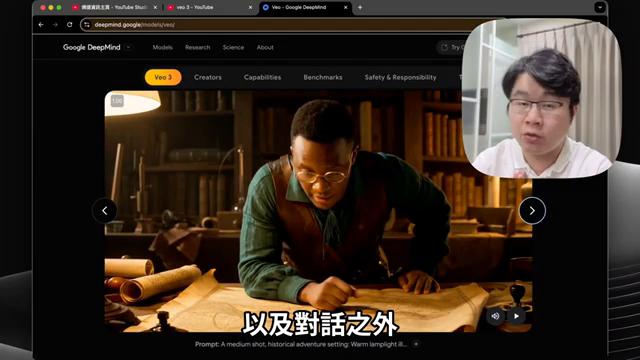 頻道資訊主頁 - YouTube Studi
veo 3 - YouTube
Veo - Google DeepMind
deepmind.google/models/veo/
Google DeepMind
Models
Research
Science
About
Try G
Veo 3
Creators
Capabilities
Benchmarks
Safety & Responsibility
T
1:00
以及對話之外
Prompt: A medium shot, historical adventure setting: Warm lamplight ill...